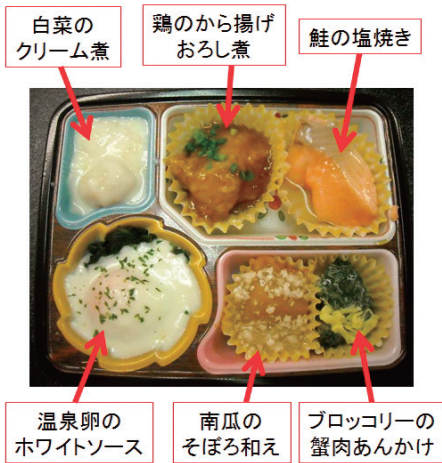 白菜の
クリーム煮
鶏のから揚げ
おろし煮
鮭の塩焼き
温泉卵の
ホワイトソース
南瓜の
そぼろ和え
ブロッコリーの
蟹肉あんかけ